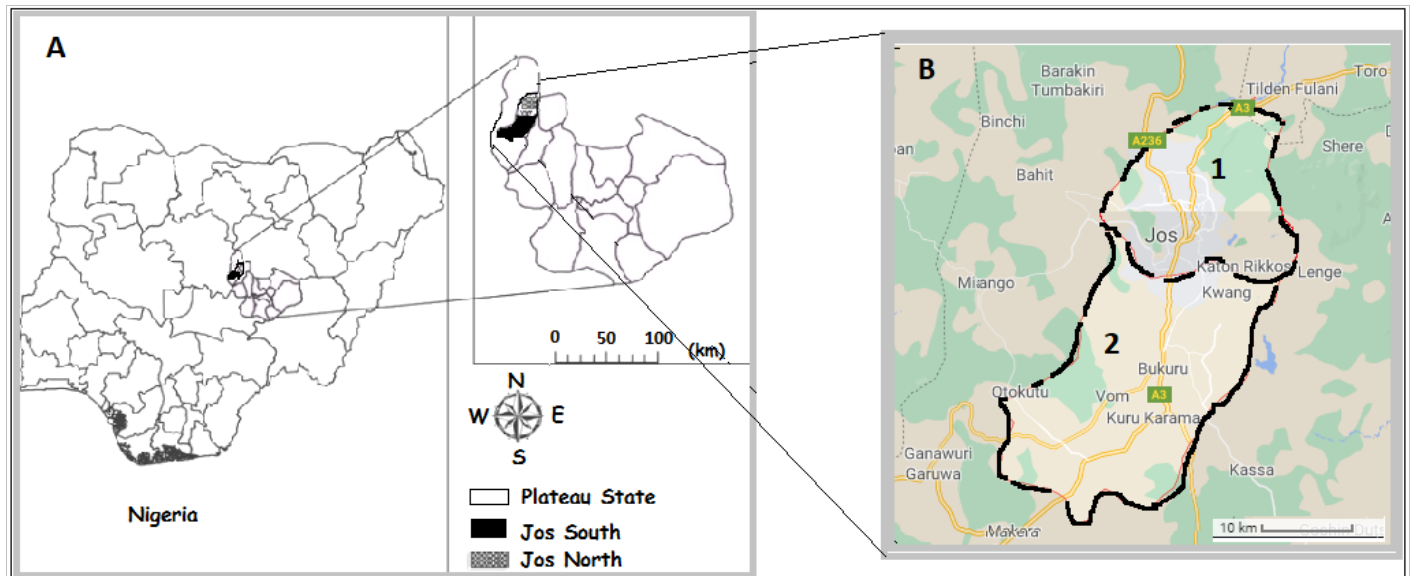 A
Nigeria
0 50 100
(km)
N
W E
S
Plateau State
Jos South
Jos North
B
Barakin
Tumbakiri
Toro
Tilden Fulani
A3
Binchi
A236
Shere
Bahit
1
Jos
Katon Rikkos
Lenge
Miango
Kwang
2
Bukuru
Otokutu
Vom
A3
Kuru Karama
Ganawuri
Garuwa
Kassa
Makera
10 km